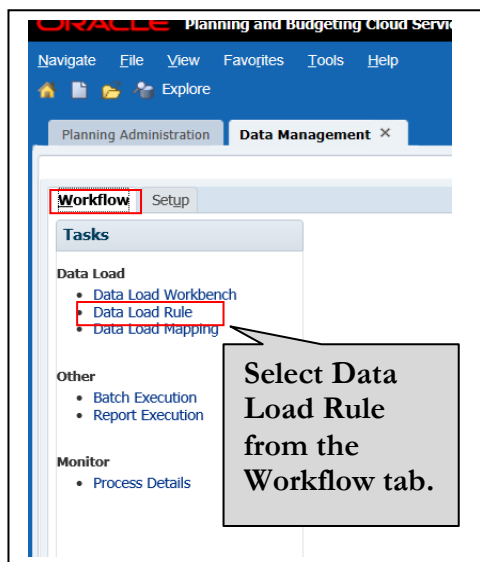 ORACLE Planning and Budgeting Cloud Servic
Navigate File View Favorites Tools Help
Explore
Planning Administration Data Management ×
Workflow Setup
Tasks
Data Load
• Data Load Workbench
• Data Load Rule
• Data Load Mapping
Other
• Batch Execution
• Report Execution
Monitor
• Process Details
Select Data
Load Rule
from the
Workflow tab.